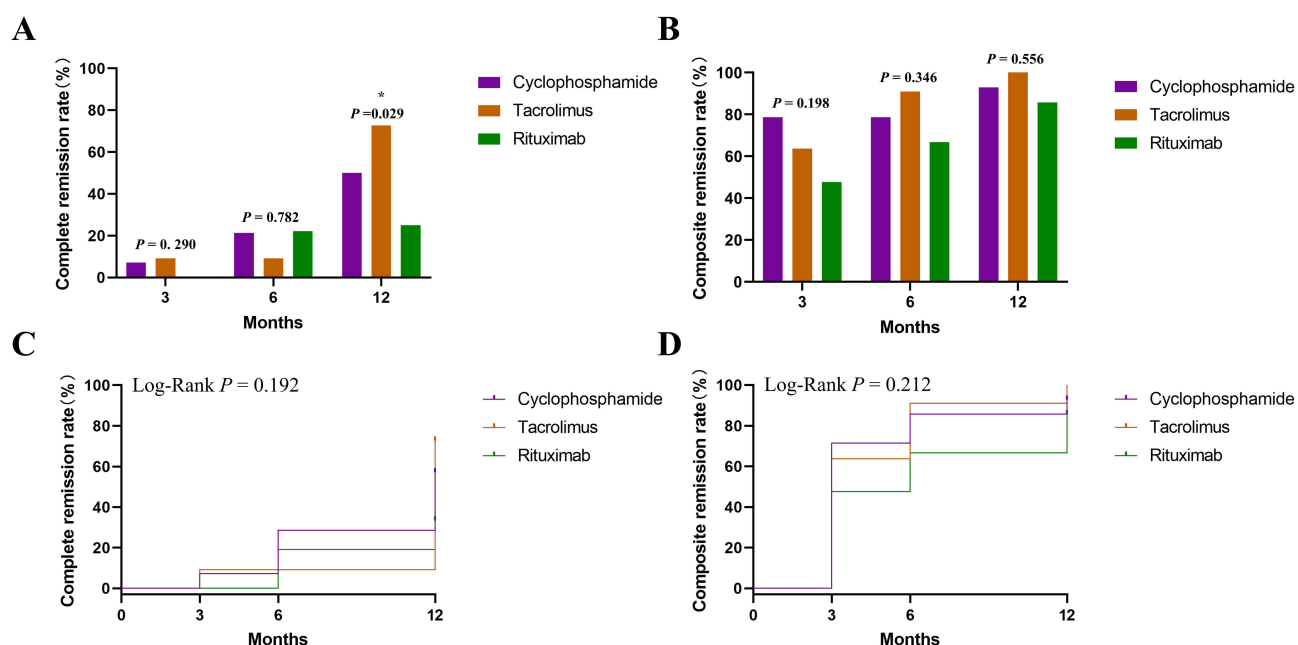 A
Complete remission rate(%)
100
80
60
40
20
0
P = 0. 290
P = 0.782
*
P =0.029
3
6
12
Months
Cyclophosphamide
Tacrolimus
Rituximab
B
Composite remission rate(%)
100
80
60
40
20
0
P = 0.198
P = 0.346
P = 0.556
3
6
12
Months
Cyclophosphamide
Tacrolimus
Rituximab
C
Complete remission rate(%)
100
80
60
40
20
0
Log-Rank P = 0.192
0
3
6
12
Months
Cyclophosphamide
Tacrolimus
Rituximab
D
Composite remission rate(%)
100
80
60
40
20
0
Log-Rank P = 0.212
0
3
6
12
Months
Cyclophosphamide
Tacrolimus
Rituximab